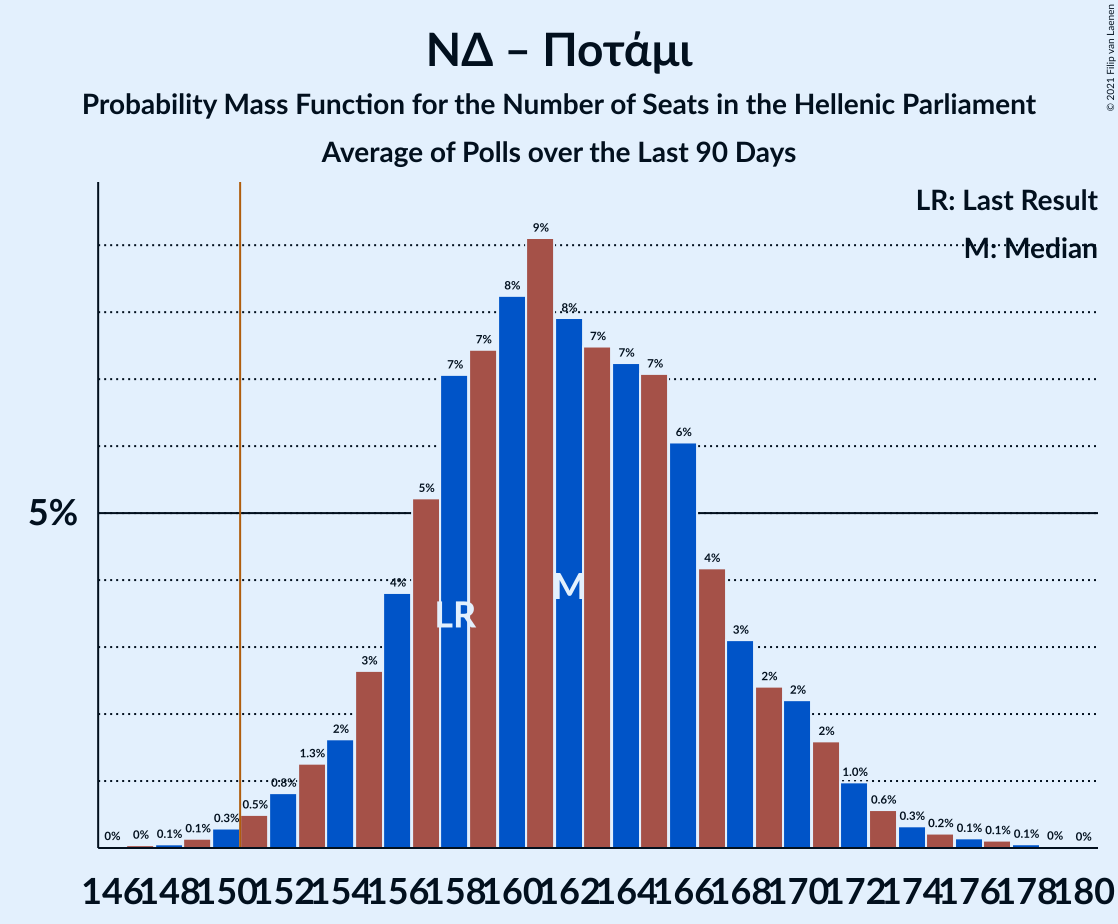 ΝΔ – Ποτάμι
Probability Mass Function for the Number of Seats in the Hellenic Parliament
Average of Polls over the Last 90 Days
© 2021 Filip van Laenen
LR: Last Result
M: Median
5%
0% 0% 0.1% 0.1% 0.3% 0.5% 0.8% 1.3% 2% 3% 4% 5% 7% 7% 8% 9% 8% 7% 7% 7% 6% 4% 3% 2% 2% 2% 1.0% 0.6% 0.3% 0.2% 0.1% 0.1% 0.1% 0% 0%
LR
M
146 148 150 152 154 156 158 160 162 164 166 168 170 172 174 176 178 180